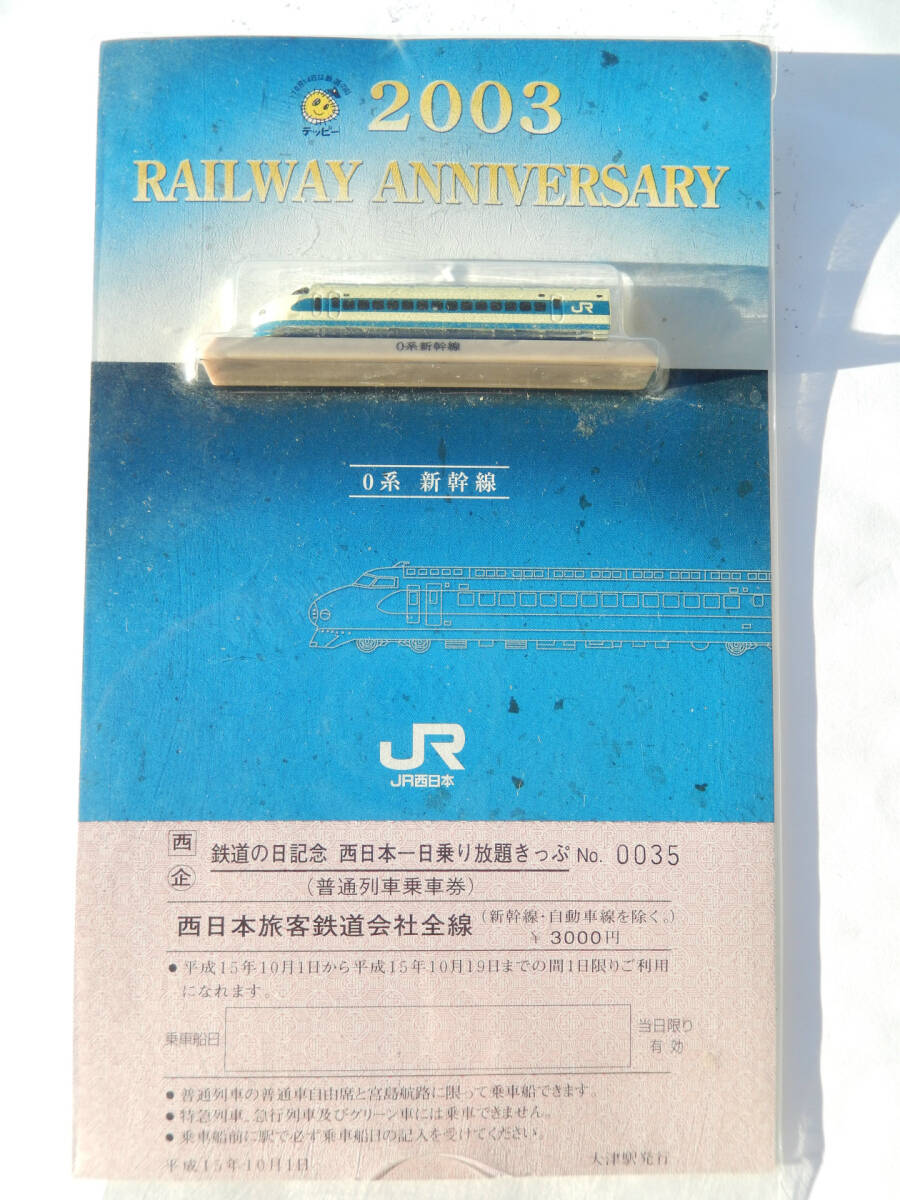 2003
テッピー
RAILWAY ANNIVERSARY
JR
0系新幹線
0系 新幹線
JR
JR西日本
西
企
鉄道の日記念 西日本一日乗り放題きっぷ No. 0035
(普通列車乗車券)
西日本旅客鉄道会社全線 (新幹線・自動車線を除く。)
¥ 3000円
● 平成15年10月1日から平成15年10月19日までの間1日限りご利用
になれます。
乗車船日
当日限り
有効
● 普通列車の普通車自由席と宮島航路に限って乗車船できます。
● 特急列車、急行列車及びグリーン車には乗車できません。
● 乗車船前に駅で必ず乗車船日の記入を受けてください。
平成15年10月1日
大津駅発行